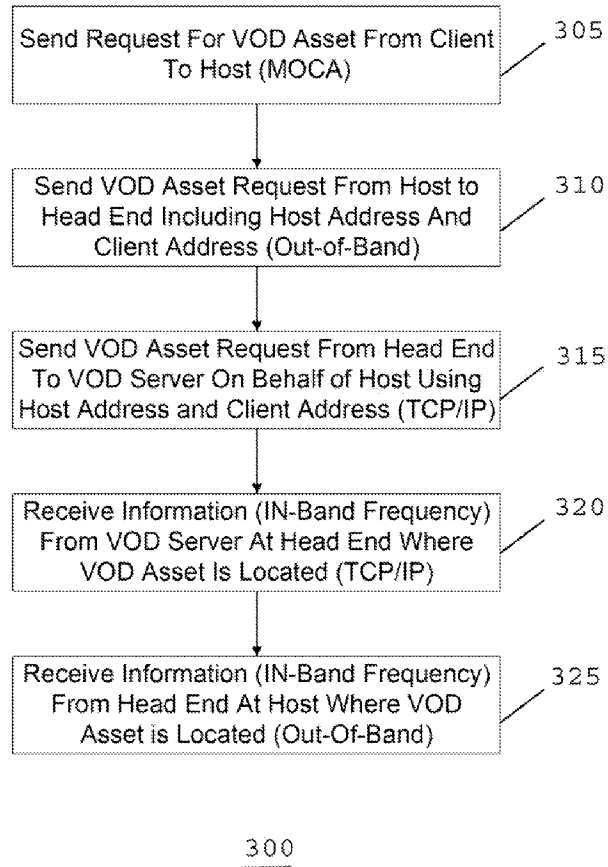 Send Request For VOD Asset From Client
To Host (MOCA)
305
Send VOD Asset Request From Host to
Head End Including Host Address And
Client Address (Out-of-Band)
310
Send VOD Asset Request From Head End
To VOD Server On Behalf of Host Using
Host Address and Client Address (TCP/IP)
315
Receive Information (IN-Band Frequency)
From VOD Server At Head End Where
VOD Asset Is Located (TCP/IP)
320
Receive Information (IN-Band Frequency)
From Head End At Host Where VOD
Asset is Located (Out-Of-Band)
325
300